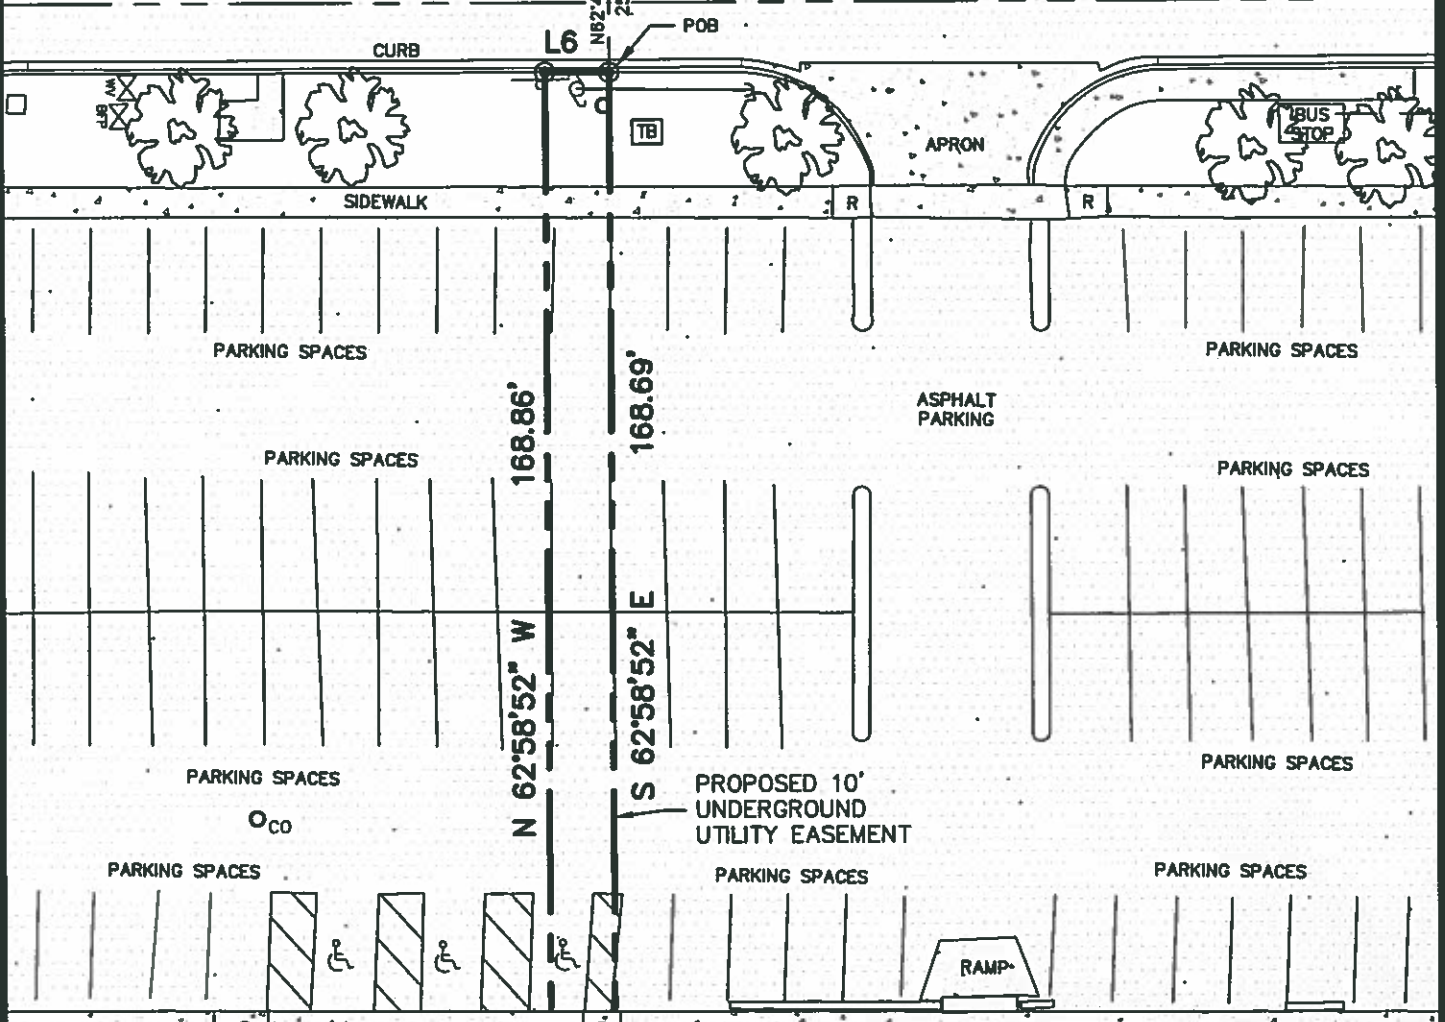 POB
L6
CURB
WV
BFP
TB
BUS
STOP
APRON
SIDEWALK
R
R
PARKING SPACES
PARKING SPACES
168.86'
168.69'
ASPHALT
PARKING
PARKING SPACES
PARKING SPACES
N 62°58'52" W
S 62°58'52" E
PARKING SPACES
PARKING SPACES
PROPOSED 10'
UNDERGROUND
UTILITY EASEMENT
CO
PARKING SPACES
PARKING SPACES
PARKING SPACES
RAMP